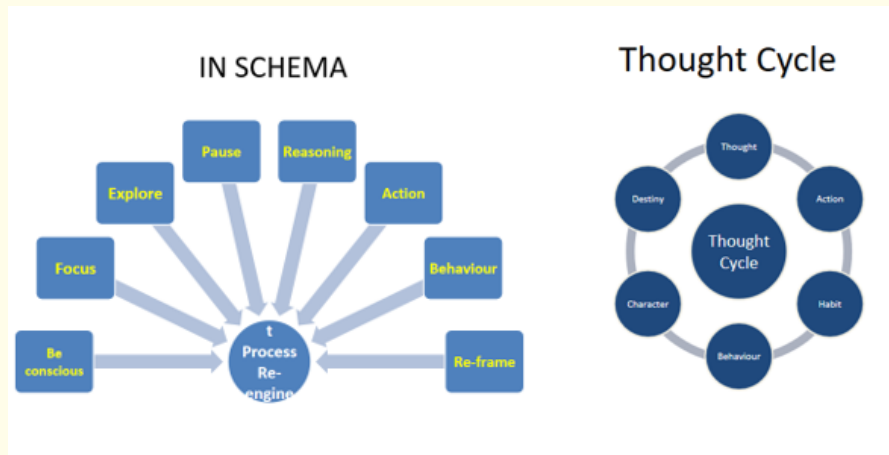 IN SCHEMA
Thought Cycle
Pause
Reasoning
Explore
Action
Focus
Behaviour
Be
conscious
t
Process
Re-
engine
Re-frame
Thought
Action
Habit
Behaviour
Character
Destiny
Thought
Cycle